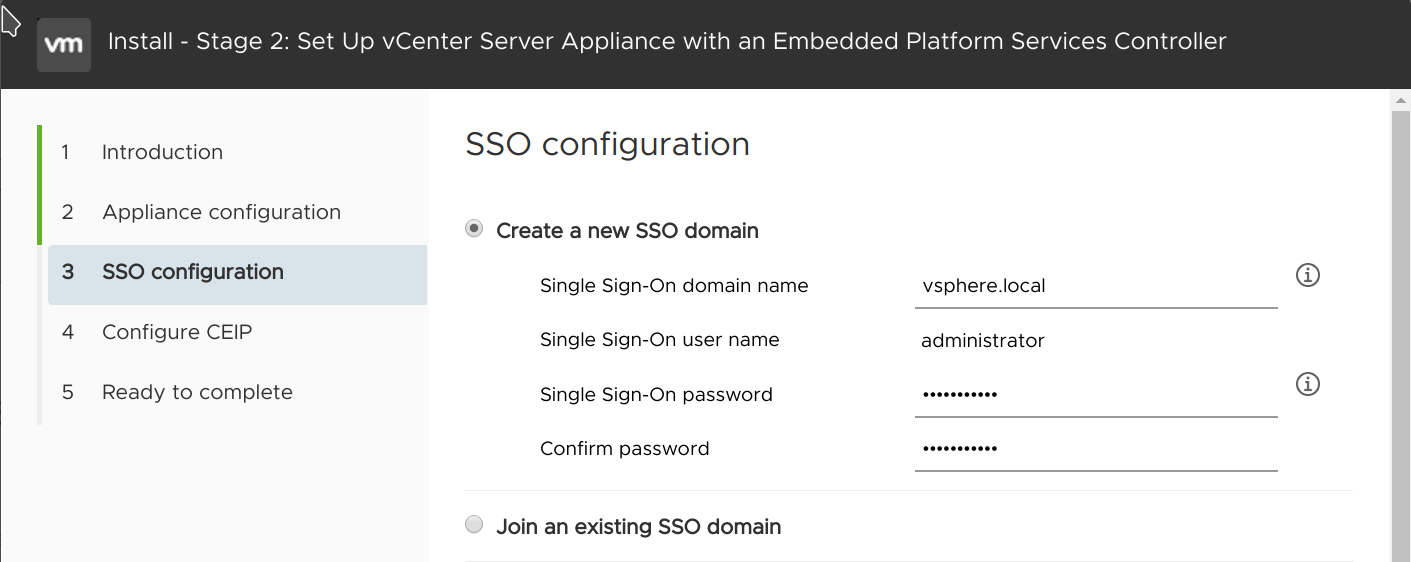 vm Install - Stage 2: Set Up vCenter Server Appliance with an Embedded Platform Services Controller
1 Introduction
2 Appliance configuration
3 SSO configuration
4 Configure CEIP
5 Ready to complete
SSO configuration
Create a new SSO domain
Single Sign-On domain name vsphere.local
Single Sign-On user name administrator
Single Sign-On password •••••••••••
Confirm password •••••••••••
Join an existing SSO domain